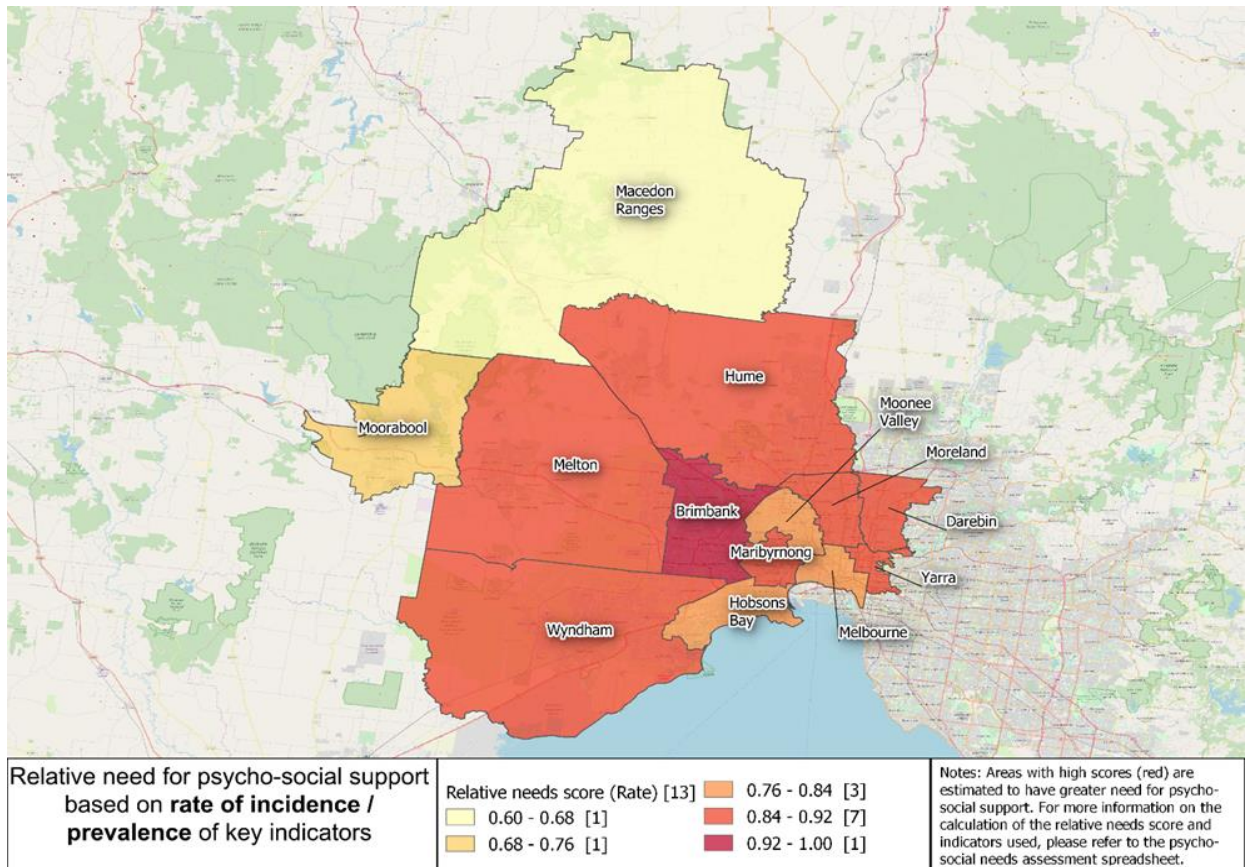 Macedon
Ranges
Hume
Moonee
Valley
Moorabool
Moreland
Melton
Brimbank
Darebin
Maribyrnong
Yarra
Hobsons
Bay
Wyndham
Melbourne
Relative need for psycho-social support
based on rate of incidence /
prevalence of key indicators
Relative needs score (Rate) [13]
0.60 - 0.68 [1]
0.68 - 0.76 [1]
0.76 - 0.84 [3]
0.84 - 0.92 [7]
0.92 - 1.00 [1]
Notes: Areas with high scores (red) are
estimated to have greater need for psycho-
social support. For more information on the
calculation of the relative needs score and
indicators used, please refer to the psycho-
social needs assessment spreadsheet.